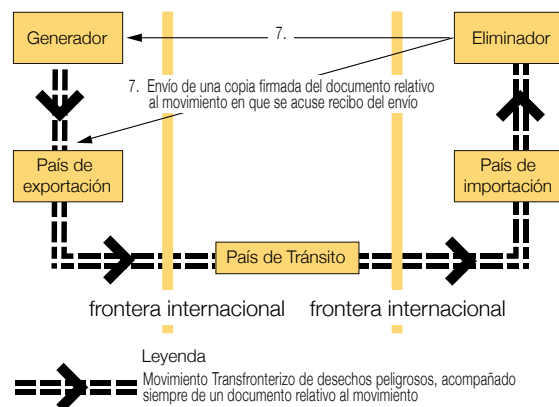 Generador
7.
Eliminador
7. Envío de una copia firmada del documento relativo
al movimiento en que se acuse recibo del envío
País de
exportación
País de
importación
País de Tránsito
frontera internacional
frontera internacional
Leyenda
Movimiento Transfronterizo de desechos peligrosos, acompañado
siempre de un documento relativo al movimiento